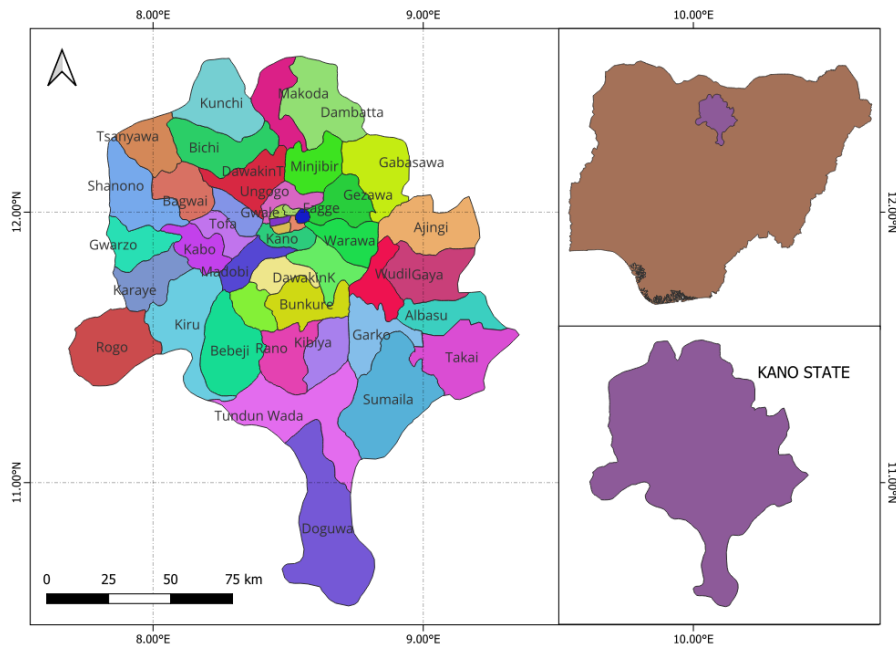 8.00°E 9.00°E 10.00°E
Kunchi
Makoda
Dambatta
Tsanyawa
Bichi
Gabasawa
DawakinT
Minjibir
Shanono
Ungogo
Gezawa
Bagwai
Gwale
Fagge
Tofa
Ajingi
Gwarzo
Kabo
Kano
Warawa
Madobi
DawakinK
WudilGaya
Karaye
Bunkure
Albasu
Kiru
Garko
Rogo
Bebeji
Rano
Kibiya
Takai
Sumaila
Tundun Wada
Doguwa
0 25 50 75 km
12.00°N
11.00°N
12.00°N
11.00°N
KANO STATE
8.00°E 9.00°E 10.00°E